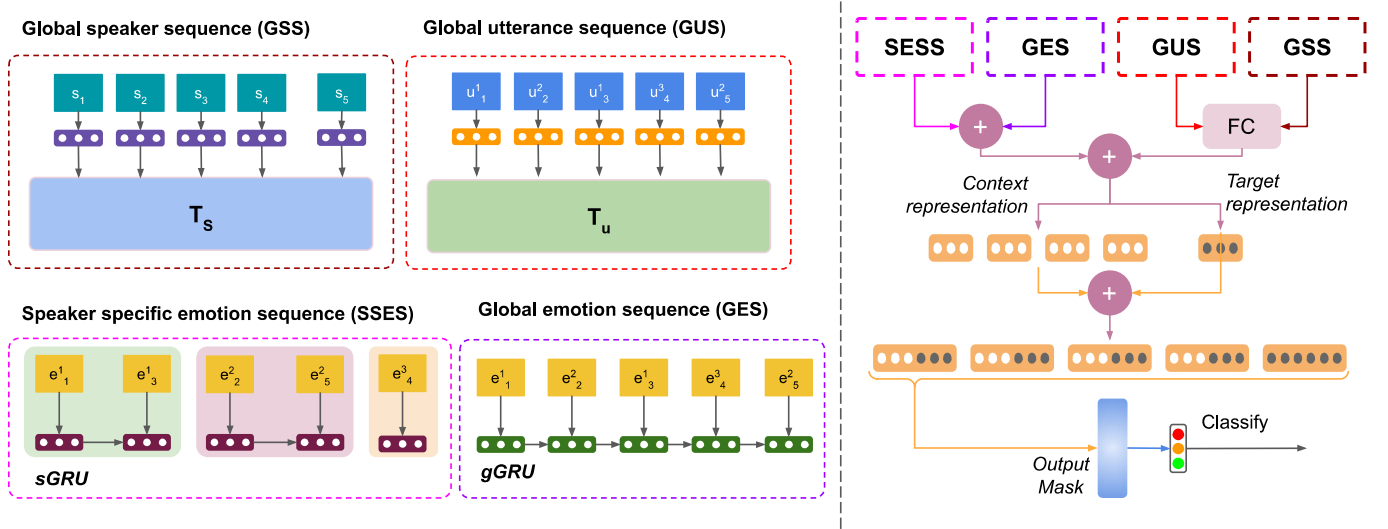 Global speaker sequence (GSS)
s₁ s₂ s₃ s₄ s₅
Tₛ
Global utterance sequence (GUS)
u¹₁ u²₂ u¹₃ u³₄ u²₅
Tᵤ
Speaker specific emotion sequence (SSES)
e¹₁ e¹₃ e²₂ e²₅ e³₄
sGRU
Global emotion sequence (GES)
e¹₁ e²₂ e¹₃ e³₄ e²₅
gGRU
SESS GES GUS GSS
+ FC
+
Context
representation
Target
representation
+
Output
Mask
Classify